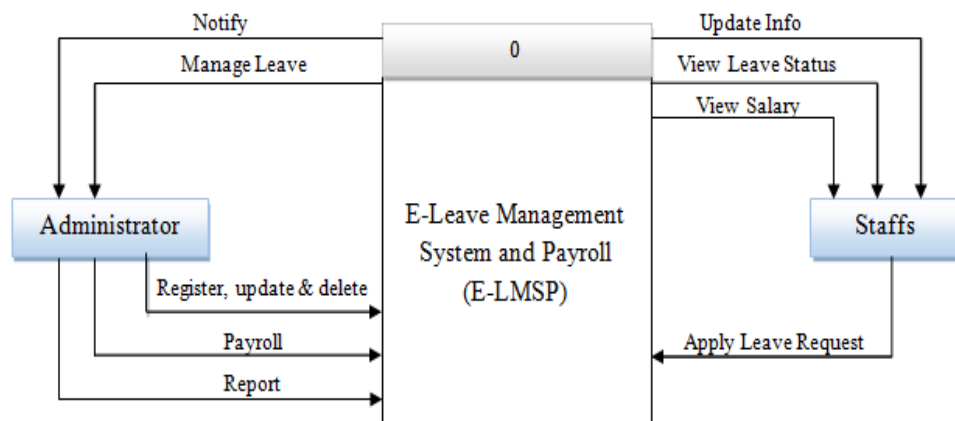 Notify
Manage Leave
0
Update Info
View Leave Status
View Salary
Administrator
E-Leave Management
System and Payroll
(E-LMSP)
Staffs
Register, update & delete
Payroll
Report
Apply Leave Request